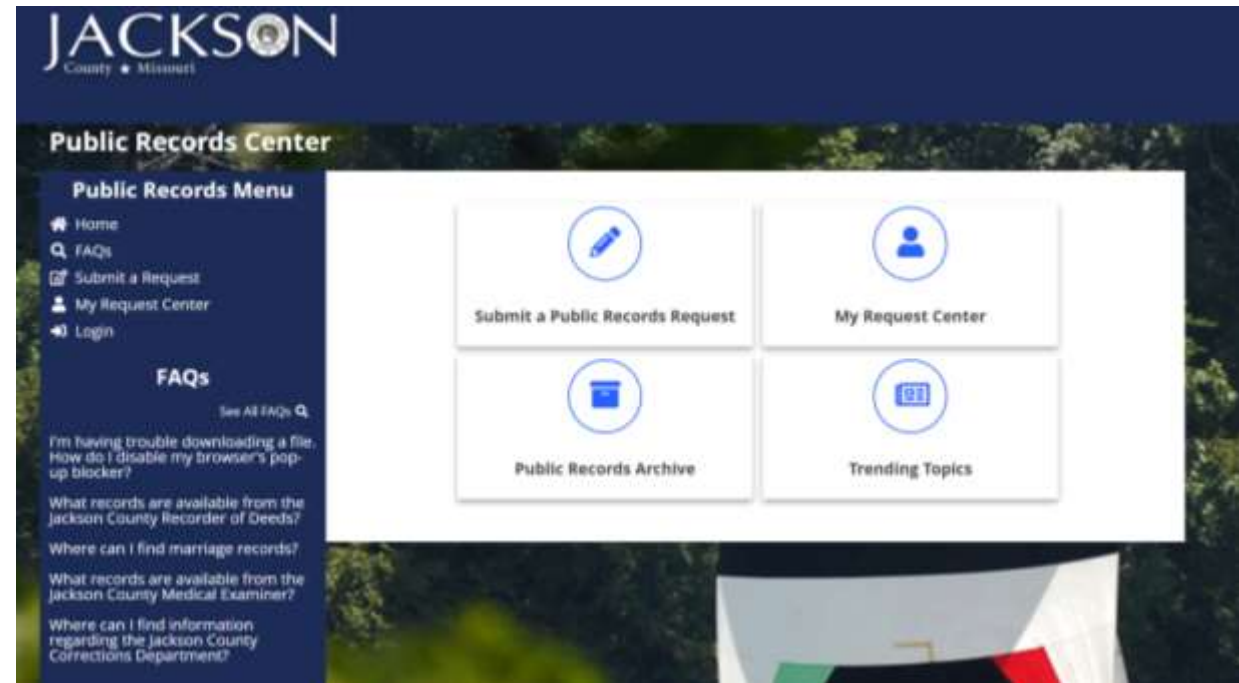 JACKSON
County ★ Missouri
Public Records Center
Public Records Menu
Home
FAQs
Submit a Request
My Request Center
Login
FAQs
See All FAQs
I'm having trouble downloading a file.
How do I disable my browser's pop-
up blocker?
What records are available from the
Jackson County Recorder of Deeds?
Where can I find marriage records?
What records are available from the
Jackson County Medical Examiner?
Where can I find information
regarding the Jackson County
Corrections Department?
Submit a Public Records Request
My Request Center
Public Records Archive
Trending Topics